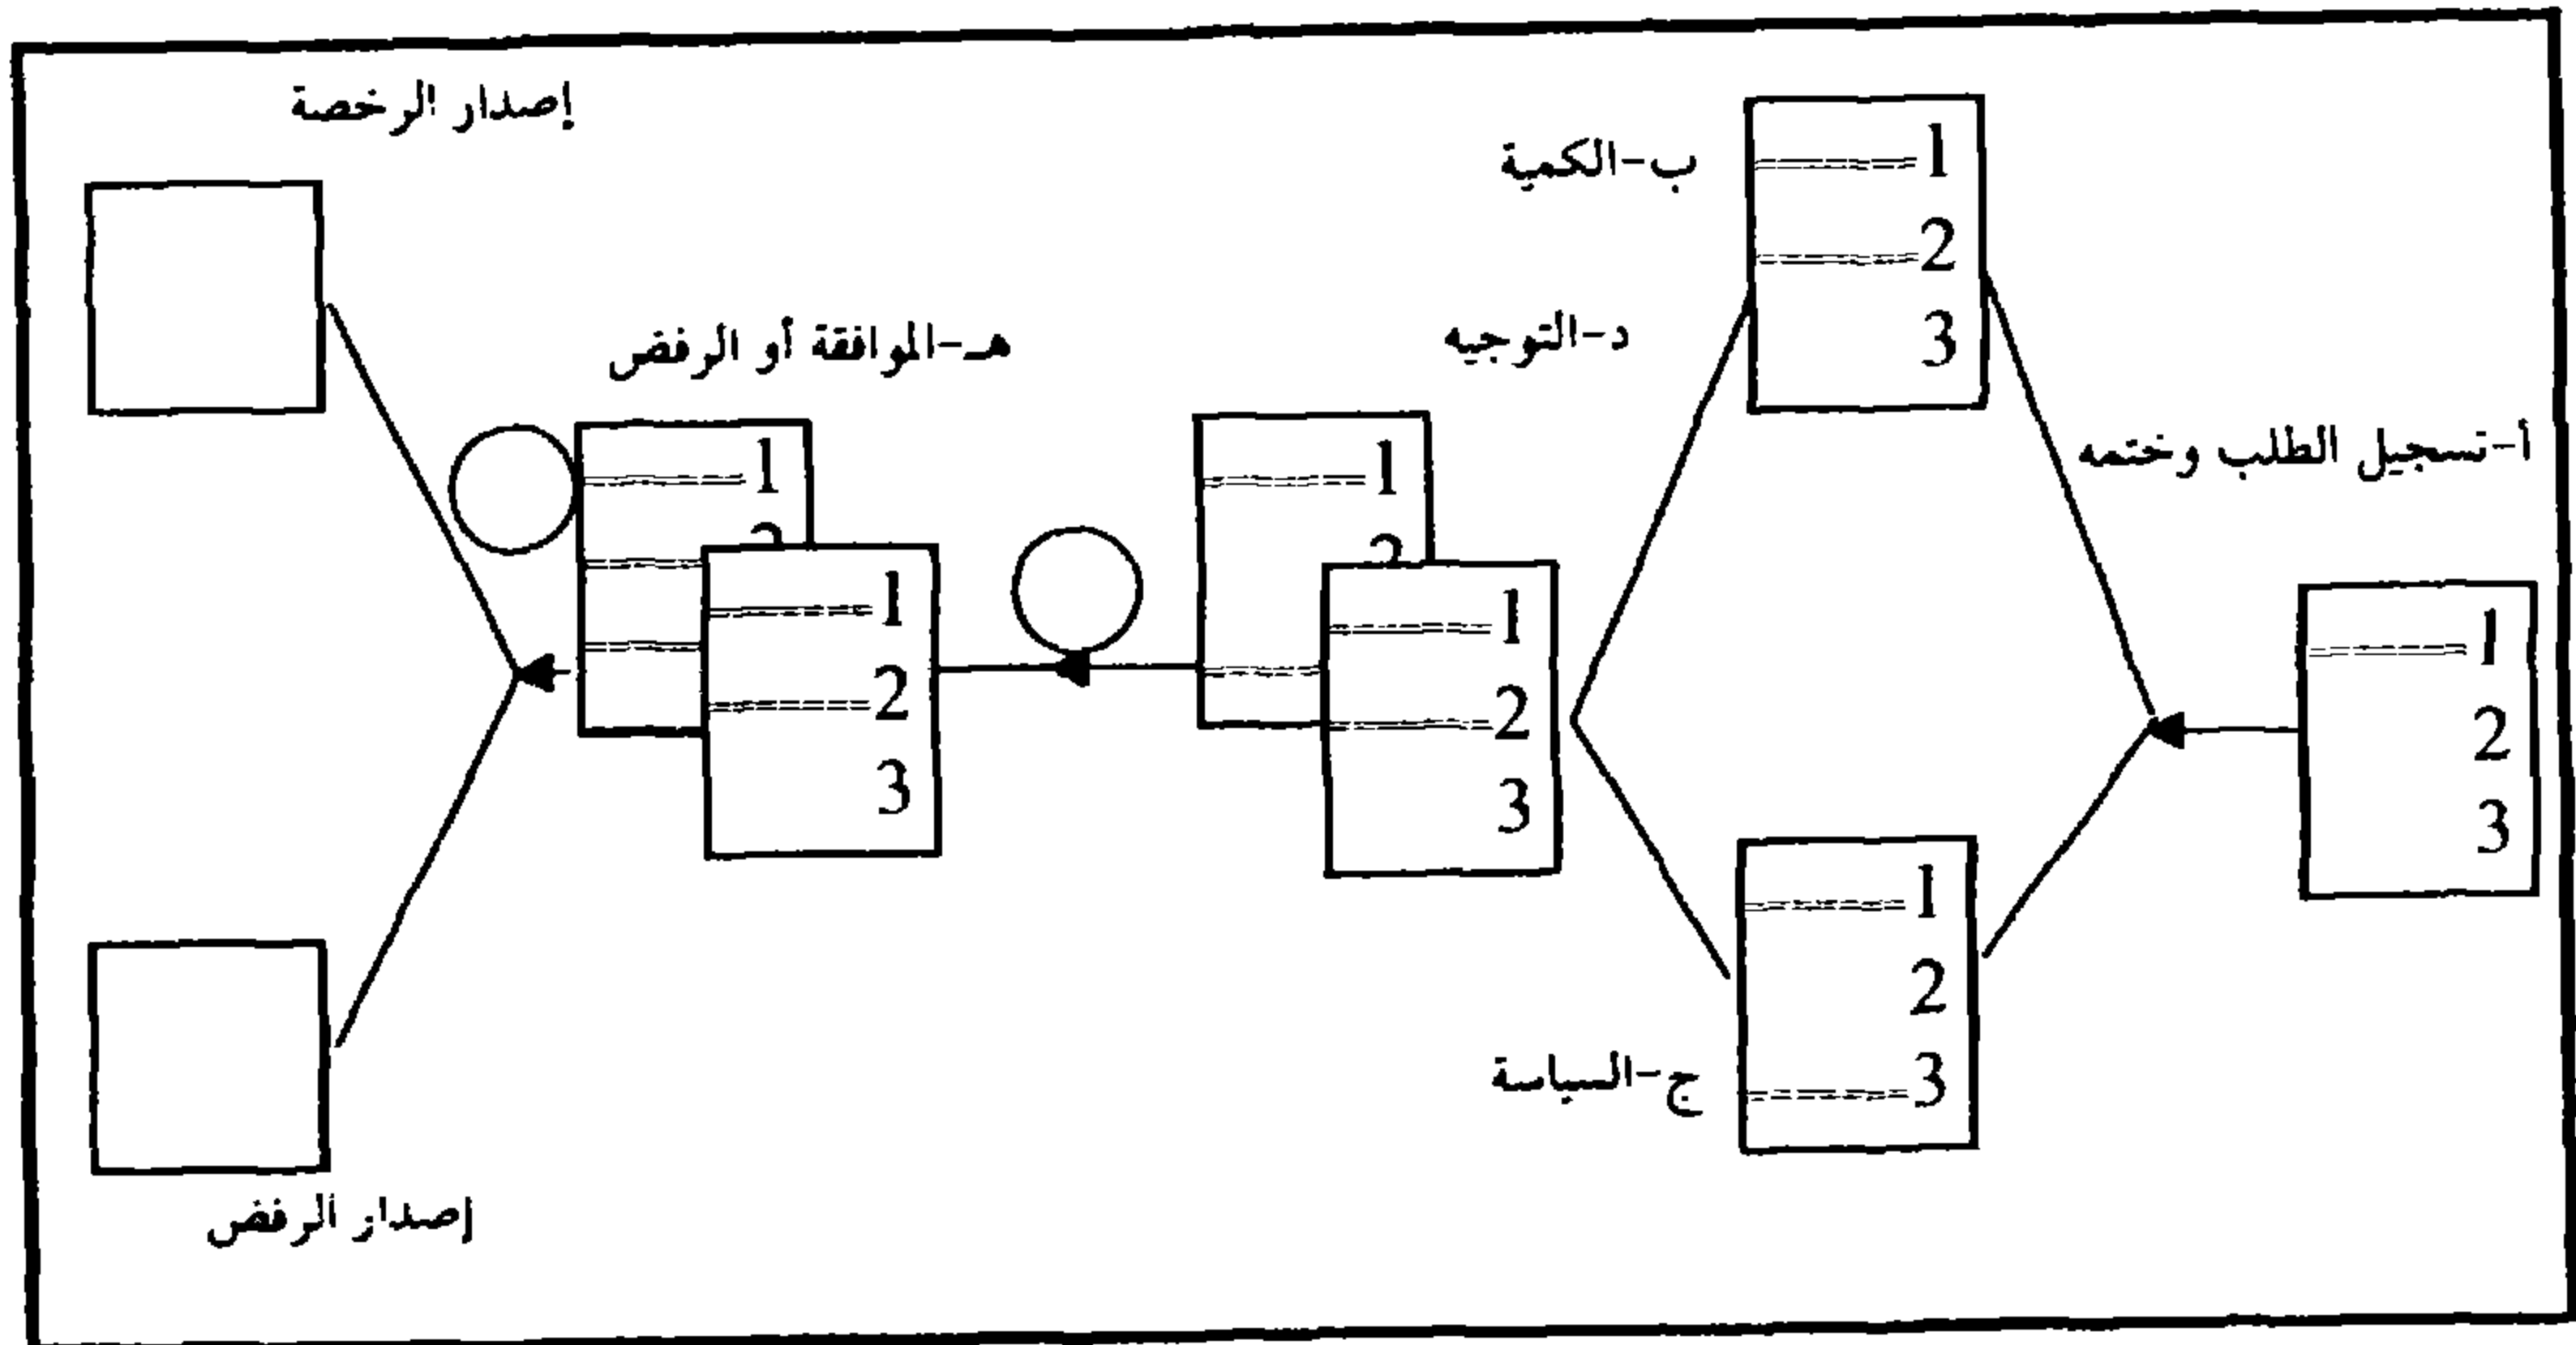 أ-تسجيل الطلب وختمه
1
2
3
ب-الكمية
1
2
3
ج-السياسة
1
2
3
د-التوجيه
1
2
1
2
3
هـ-الموافقة أو الرفض
1
2
1
2
3
إصدار الرخصة
إصدار الرفض